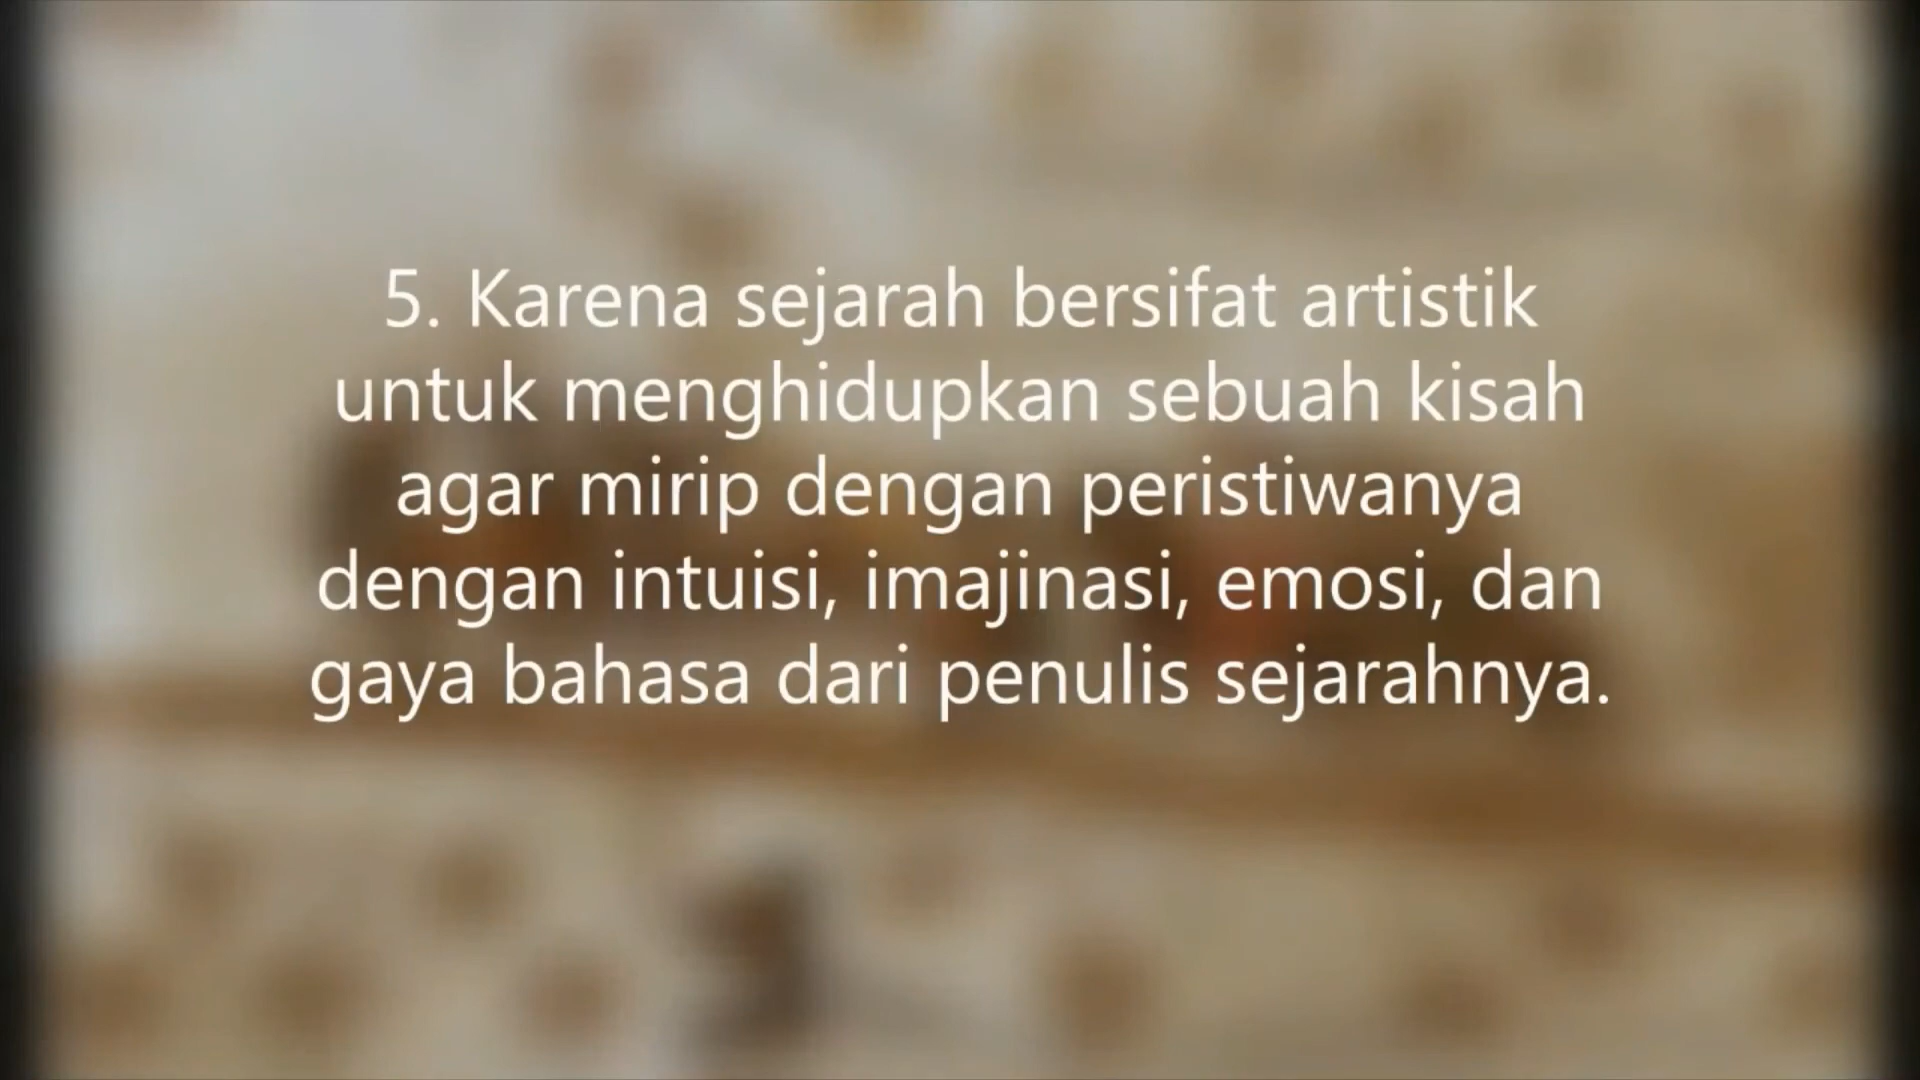 5. Karena sejarah bersifat artistik
untuk menghidupkan sebuah kisah
agar mirip dengan peristiwanya
dengan intuisi, imajinasi, emosi, dan
gaya bahasa dari penulis sejarahnya.